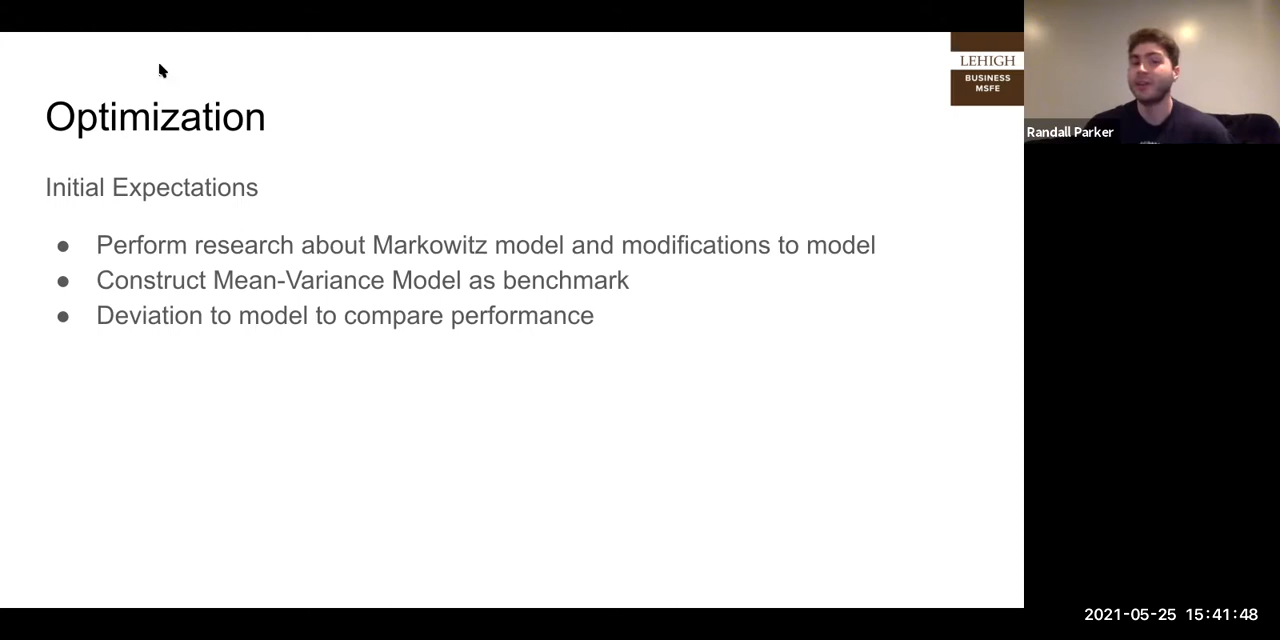 LEHIGH
BUSINESS
MSFE
Optimization
Initial Expectations
● Perform research about Markowitz model and modifications to model
● Construct Mean-Variance Model as benchmark
● Deviation to model to compare performance
Randall Parker
2021-05-25 15:41:48